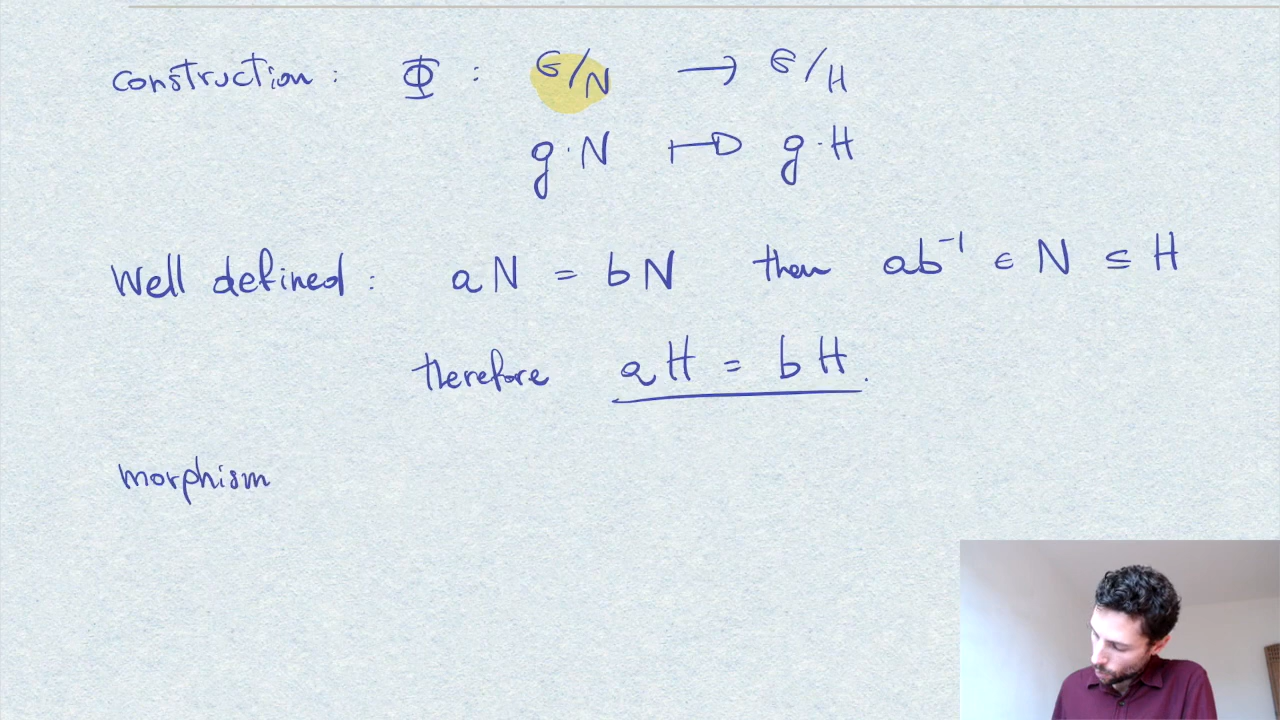 construction : Φ : G/N → G/H
g·N ↦ g·H
Well defined : aN = bN then ab⁻¹ ∈ N ≤ H
therefore aH = bH.
morphism